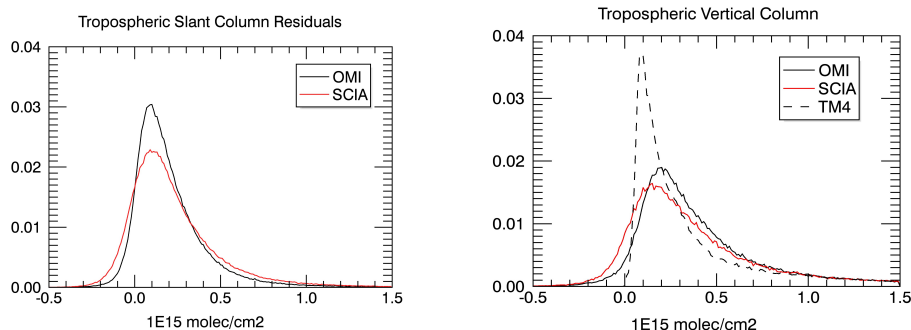 Tropospheric Slant Column Residuals
0.04
0.03
0.02
0.01
0.00
-0.5
0.0
0.5
1.0
1.5
1E15 molec/cm2
OMI
SCIA
Tropospheric Vertical Column
0.04
0.03
0.02
0.01
0.00
-0.5
0.0
0.5
1.0
1.5
1E15 molec/cm2
OMI
SCIA
TM4